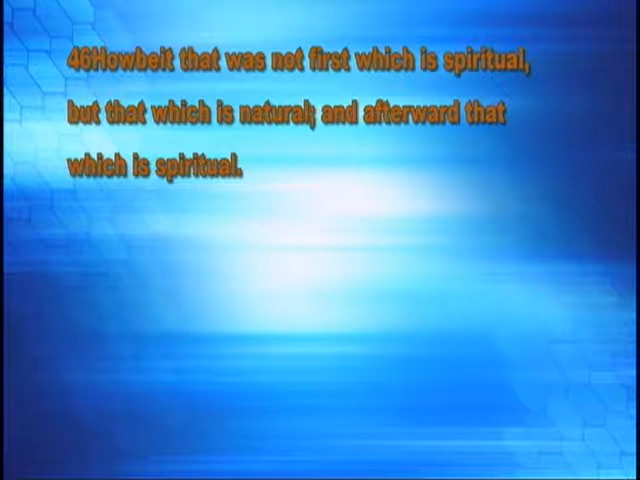 46Howbeit that was not first which is spiritual,
but that which is natural; and afterward that
which is spiritual.